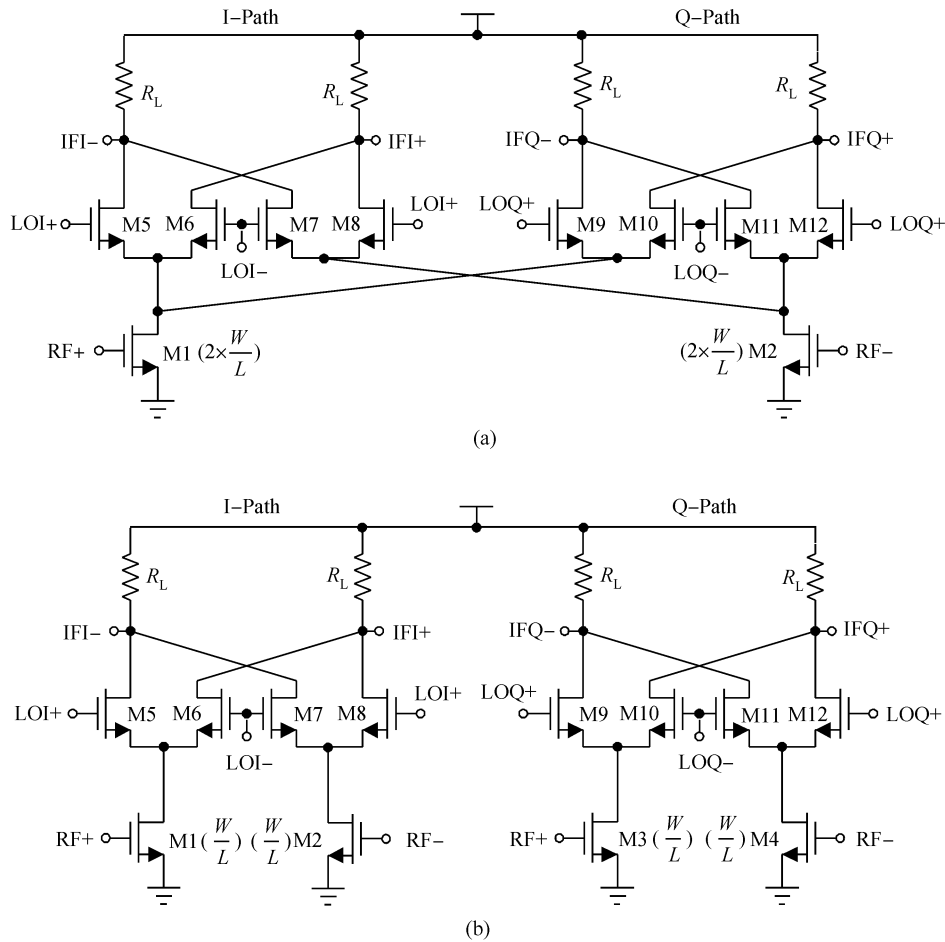 I–Path Q–Path
R_L R_L R_L R_L
IFI– IFI+ IFQ– IFQ+
LOI+ M5 M6 M7 M8 LOI+ LOQ+ M9 M10 M11 M12 LOQ+
LOI– LOQ–
RF+ M1 (2×W/L) (2×W/L) M2 RF–
(a)
I–Path Q–Path
R_L R_L R_L R_L
IFI– IFI+ IFQ– IFQ+
LOI+ M5 M6 M7 M8 LOI+ LOQ+ M9 M10 M11 M12 LOQ+
LOI– LOQ–
RF+ M1 (W/L) (W/L) M2 RF– RF+ M3 (W/L) (W/L) M4 RF–
(b)